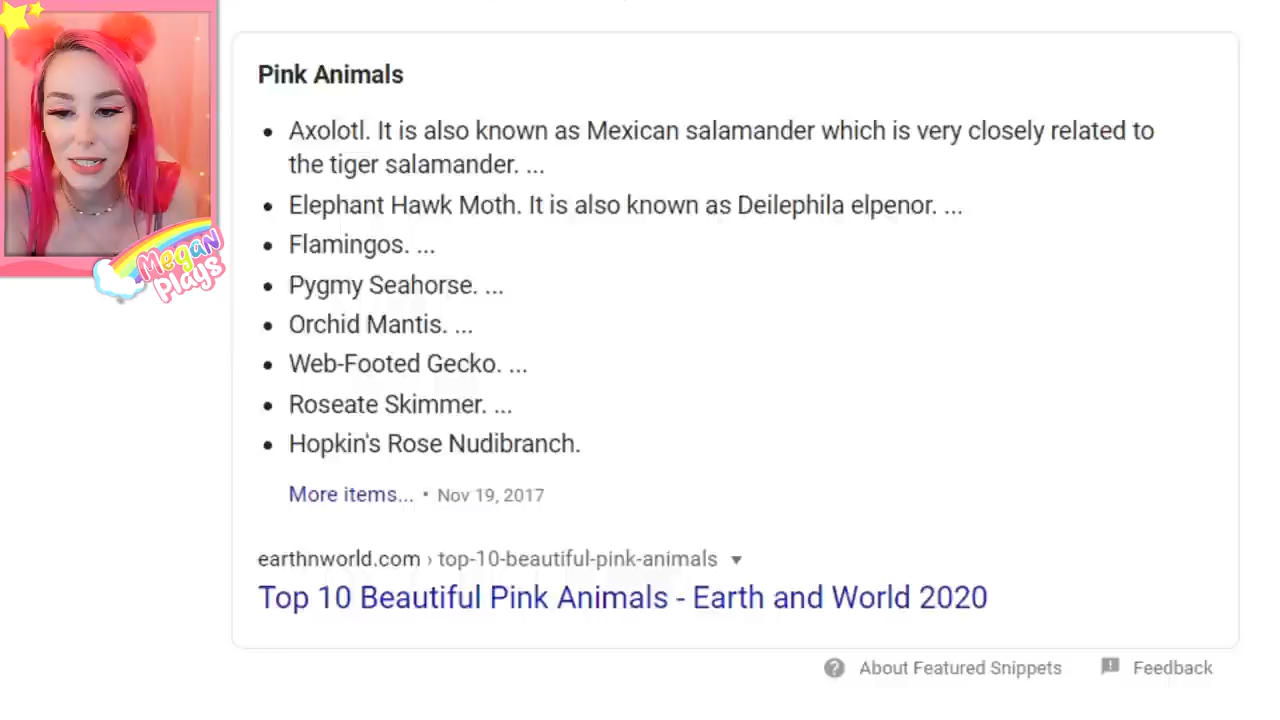 Megan
Plays
Pink Animals
Axolotl. It is also known as Mexican salamander which is very closely related to
the tiger salamander. ...
Elephant Hawk Moth. It is also known as Deilephila elpenor. ...
Flamingos. ...
Pygmy Seahorse. ...
Orchid Mantis. ...
Web-Footed Gecko. ...
Roseate Skimmer. ...
Hopkin's Rose Nudibranch.
More items... • Nov 19, 2017
earthnworld.com › top-10-beautiful-pink-animals
Top 10 Beautiful Pink Animals - Earth and World 2020
About Featured Snippets Feedback